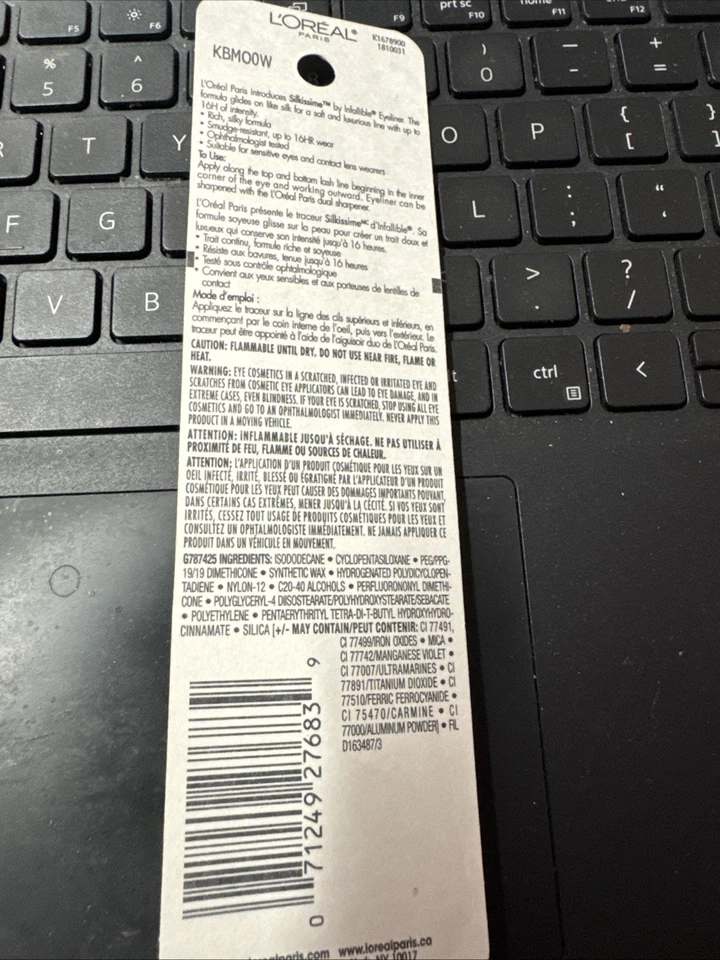 F5
F6
F9
prt sc
F10
F11
F12
%
5
^
6
)
0
-
+
=
T
Y
O
P
{
[
}
]
F
G
L
:
;
"
'
V
B
>
.
?
/
ctrl
<
L'ORÉAL®
PARIS
K1678900
1810031
KBMO0W
L'Oréal Paris introduces Silkissime™ by Infallible® Eyeliner. The
formula glides on like silk for a soft and luxurious line with up to
16H of intensity.
• Rich, silky formula
• Smudge-resistant, up to 16HR wear
• Ophthalmologist tested
• Suitable for sensitive eyes and contact lens wearers
To Use:
Apply along the top and bottom lash line beginning in the inner
corner of the eye and working outward. Eyeliner can be
sharpened with the L'Oréal Paris dual sharpener.
L'Oréal Paris présente le traceur Silkissime™ᶜ d'Infallible®. Sa
formule soyeuse glisse sur la peau pour créer un trait doux et
luxueux qui conserve son intensité jusqu'à 16 heures.
• Trait continu, formule riche et soyeuse
• Résiste aux bavures, tenue jusqu'à 16 heures
• Testé sous contrôle ophtalmologique
• Convient aux yeux sensibles et aux porteuses de lentilles de
contact
Mode d'emploi :
Appliquez le traceur sur la ligne des cils supérieurs et inférieurs, en
commençant par le coin interne de l'oeil, puis vers l'extérieur. Le
traceur peut être appointé à l'aide de l'aiguisoir duo de L'Oréal Paris.
CAUTION: FLAMMABLE UNTIL DRY. DO NOT USE NEAR FIRE, FLAME OR
HEAT.
WARNING: EYE COSMETICS IN A SCRATCHED, INFECTED OR IRRITATED EYE AND
SCRATCHES FROM COSMETIC EYE APPLICATORS CAN LEAD TO EYE DAMAGE, AND IN
EXTREME CASES, EVEN BLINDNESS. IF YOUR EYE IS SCRATCHED, STOP USING ALL EYE
COSMETICS AND GO TO AN OPHTHALMOLOGIST IMMEDIATELY. NEVER APPLY THIS
PRODUCT IN A MOVING VEHICLE.
ATTENTION: INFLAMMABLE JUSQU'À SÉCHAGE. NE PAS UTILISER À
PROXIMITÉ DE FEU, FLAMME OU SOURCES DE CHALEUR.
ATTENTION: L'APPLICATION D'UN PRODUIT COSMÉTIQUE POUR LES YEUX SUR UN
OEIL INFECTÉ, IRRITÉ, BLESSÉ OU ÉGRATIGNÉ PAR L'APPLICATEUR D'UN PRODUIT
COSMÉTIQUE POUR LES YEUX PEUT CAUSER DES DOMMAGES IMPORTANTS POUVANT,
DANS CERTAINS CAS EXTRÊMES, MENER JUSQU'À LA CÉCITÉ. SI VOS YEUX SONT
IRRITÉS, CESSEZ TOUT USAGE DE PRODUITS COSMÉTIQUES POUR LES YEUX ET
CONSULTEZ UN OPHTALMOLOGISTE IMMÉDIATEMENT. NE JAMAIS APPLIQUER CE
PRODUIT DANS UN VÉHICULE EN MOUVEMENT.
G787425 INGREDIENTS: ISODODECANE • CYCLOPENTASILOXANE • PEG/PPG-
19/19 DIMETHICONE • SYNTHETIC WAX • HYDROGENATED POLYDICYCLOPEN-
TADIENE • NYLON-12 • C20-40 ALCOHOLS • PERFLUORONONYL DIMETHI-
CONE • POLYGLYCERYL-4 DIISOSTEARATE/POLYHYDROXYSTEARATE/SEBACATE
• POLYETHYLENE • PENTAERYTHRITYL TETRA-DI-T-BUTYL HYDROXYHYDRO-
CINNAMATE • SILICA [+/- MAY CONTAIN/PEUT CONTENIR: CI 77491,
CI 77499/IRON OXIDES • MICA •
CI 77742/MANGANESE VIOLET •
CI 77007/ULTRAMARINES • CI
77891/TITANIUM DIOXIDE • CI
77510/FERRIC FERROCYANIDE •
CI 75470/CARMINE • CI
77000/ALUMINUM POWDER] • FIL
D163487/3
0 71249 27683 9
www.lorealparis.ca
NY 10017